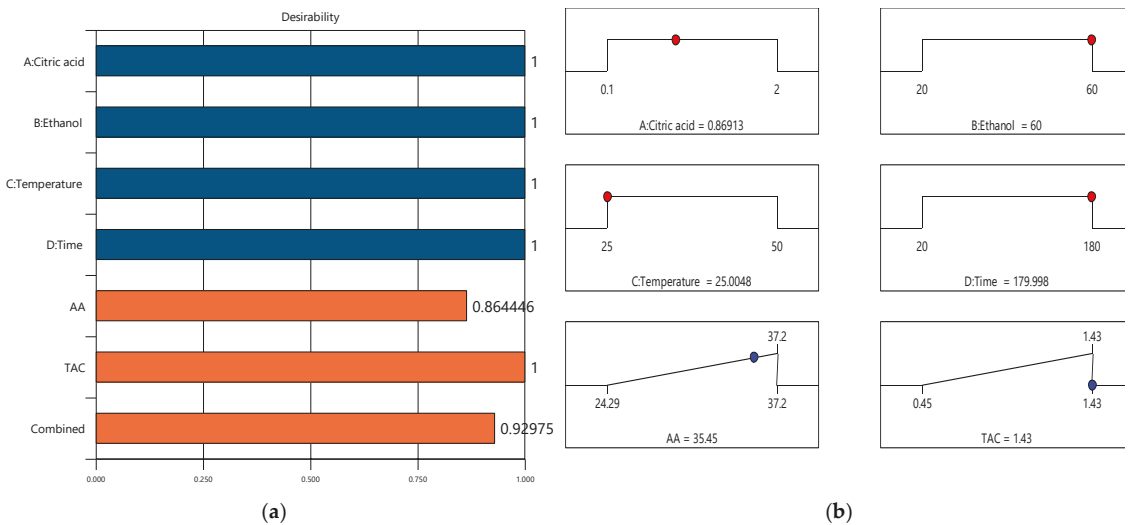 Desirability
A:Citric acid
1
B:Ethanol
1
C:Temperature
1
D:Time
1
AA
0.864446
TAC
1
Combined
0.92975
0.000
0.250
0.500
0.750
1.000
(a)
0.1
2
A:Citric acid = 0.86913
20
60
B:Ethanol = 60
25
50
C:Temperature = 25.0048
20
180
D:Time = 179.998
37.2
24.29
37.2
AA = 35.45
1.43
0.45
1.43
TAC = 1.43
(b)